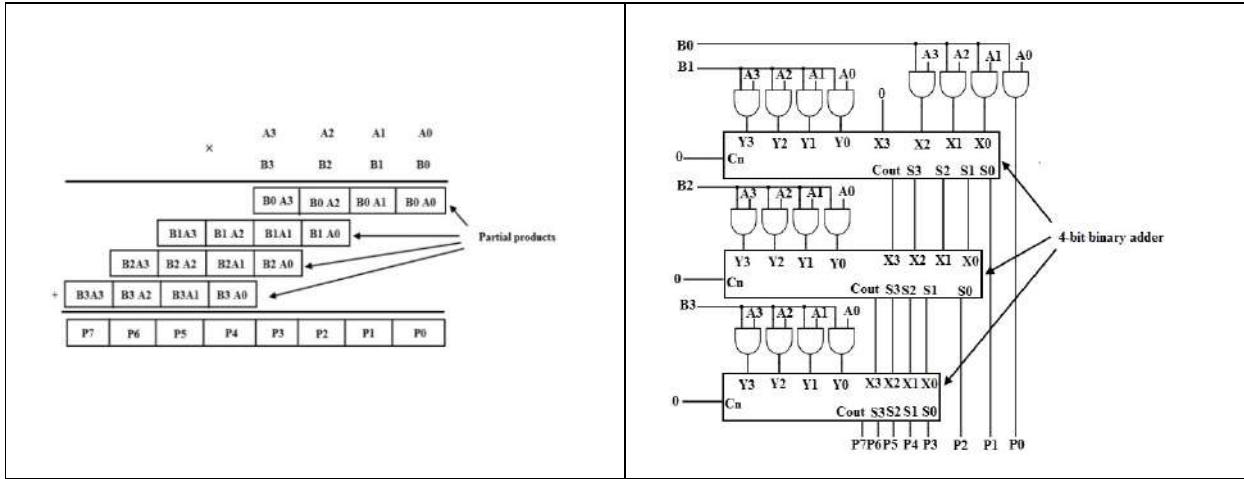 A3 A2 A1 A0
×
B3 B2 B1 B0
B0 A3 B0 A2 B0 A1 B0 A0
B1A3 B1 A2 B1A1 B1 A0
Partial products
B2A3 B2 A2 B2A1 B2 A0
+ B3A3 B3 A2 B3A1 B3 A0
P7 P6 P5 P4 P3 P2 P1 P0
B0
A3 A2 A1 A0
B1
A3 A2 A1 A0
0
Y3 Y2 Y1 Y0 X3 X2 X1 X0
0 Cn
Cout S3 S2 S1 S0
B2
A3 A2 A1 A0
4-bit binary adder
Y3 Y2 Y1 Y0 X3 X2 X1 X0
0 Cn
Cout S3 S2 S1 S0
B3
A3 A2 A1 A0
Y3 Y2 Y1 Y0 X3 X2 X1 X0
0 Cn
Cout S3 S2 S1 S0
P7 P6 P5 P4 P3 P2 P1 P0